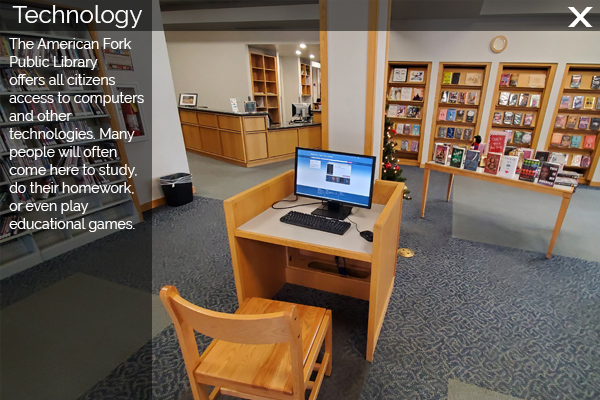 Technology
The American Fork
Public Library
offers all citizens
access to computers
and other
technologies. Many
people will often
come here to study,
do their homework,
or even play
educational games.